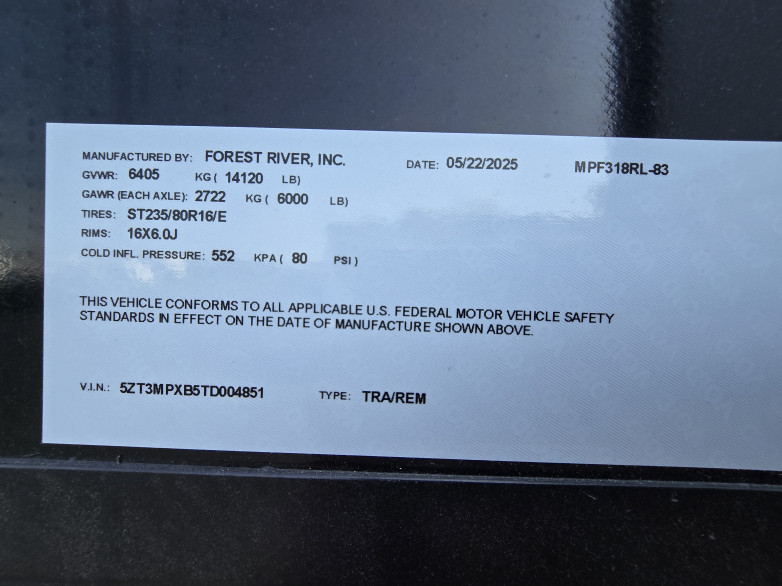 MANUFACTURED BY: FOREST RIVER, INC. DATE: 05/22/2025 MPF318RL-83
GVWR: 6405 KG ( 14120 LB)
GAWR (EACH AXLE): 2722 KG ( 6000 LB)
TIRES: ST235/80R16/E
RIMS: 16X6.0J
COLD INFL. PRESSURE: 552 KPA ( 80 PSI )
THIS VEHICLE CONFORMS TO ALL APPLICABLE U.S. FEDERAL MOTOR VEHICLE SAFETY
STANDARDS IN EFFECT ON THE DATE OF MANUFACTURE SHOWN ABOVE.
V.I.N.: 5ZT3MPXB5TD004851 TYPE: TRA/REM